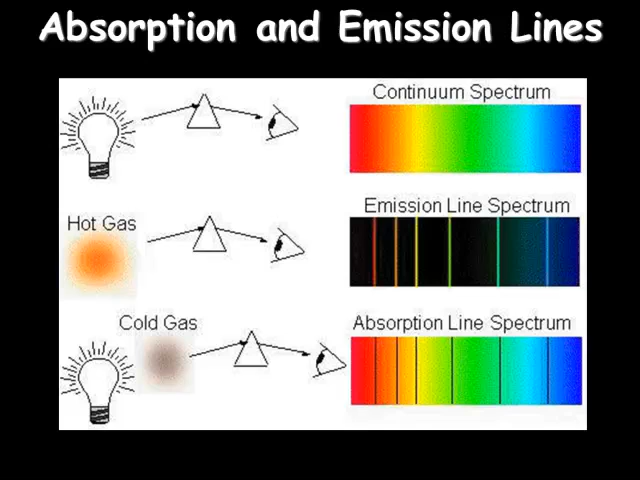 Absorption and Emission Lines
Continuum Spectrum
Emission Line Spectrum
Hot Gas
Cold Gas
Absorption Line Spectrum